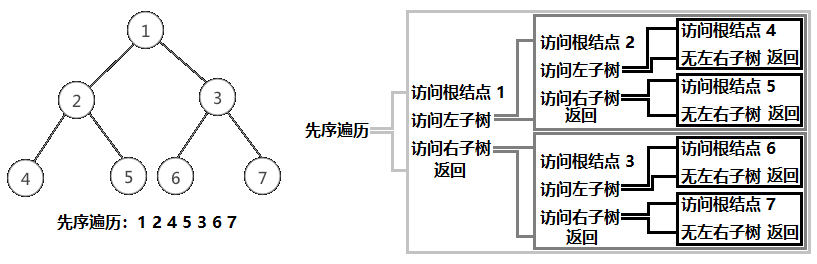 1
2
3
4
5
6
7
先序遍历：1 2 4 5 3 6 7
先序遍历
访问根结点 1
访问左子树
访问右子树
返回
访问根结点 2
访问左子树
访问右子树
返回
访问根结点 4
无左右子树 返回
访问根结点 5
无左右子树 返回
访问根结点 3
访问左子树
访问右子树
返回
访问根结点 6
无左右子树 返回
访问根结点 7
无左右子树 返回